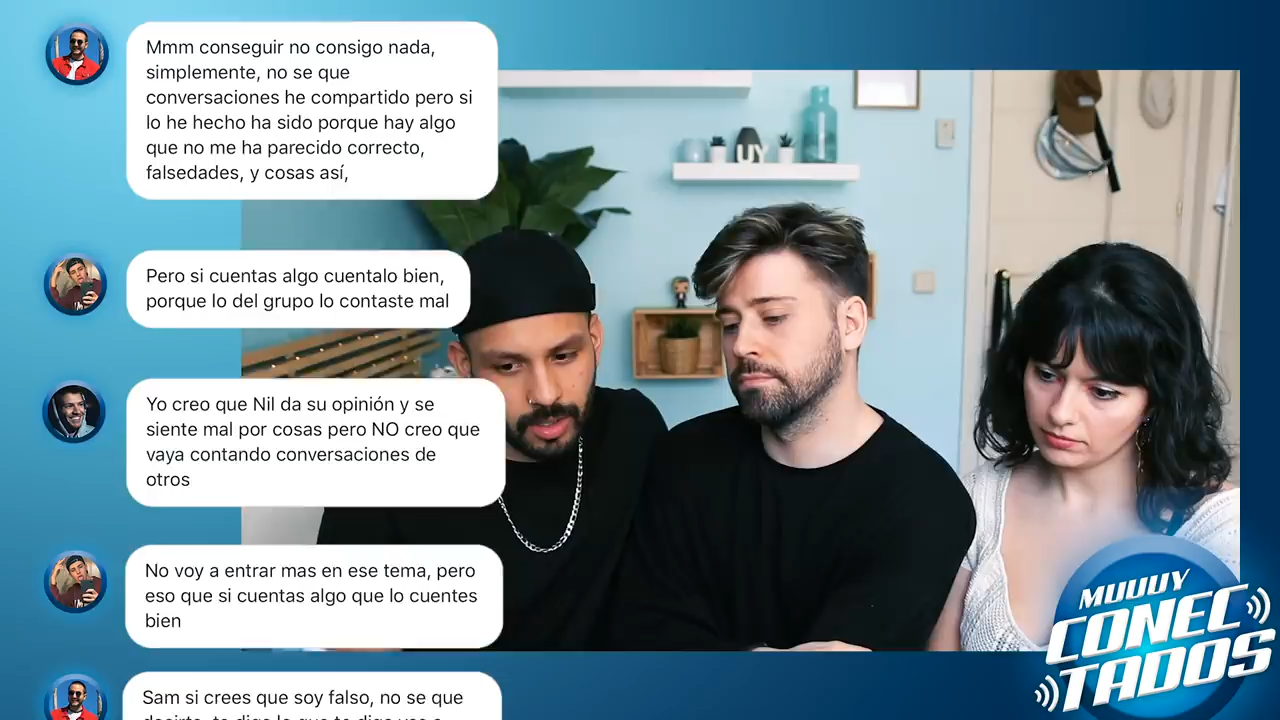 Mmm conseguir no consigo nada,
simplemente, no se que
conversaciones he compartido pero si
lo he hecho ha sido porque hay algo
que no me ha parecido correcto,
falsedades, y cosas así,
Pero si cuentas algo cuentalo bien,
porque lo del grupo lo contaste mal
Yo creo que Nil da su opinión y se
siente mal por cosas pero NO creo que
vaya contando conversaciones de
otros
No voy a entrar mas en ese tema, pero
eso que si cuentas algo que lo cuentes
bien
Sam si crees que soy falso, no se que
UY
MUUUY
CONEC
TADOS